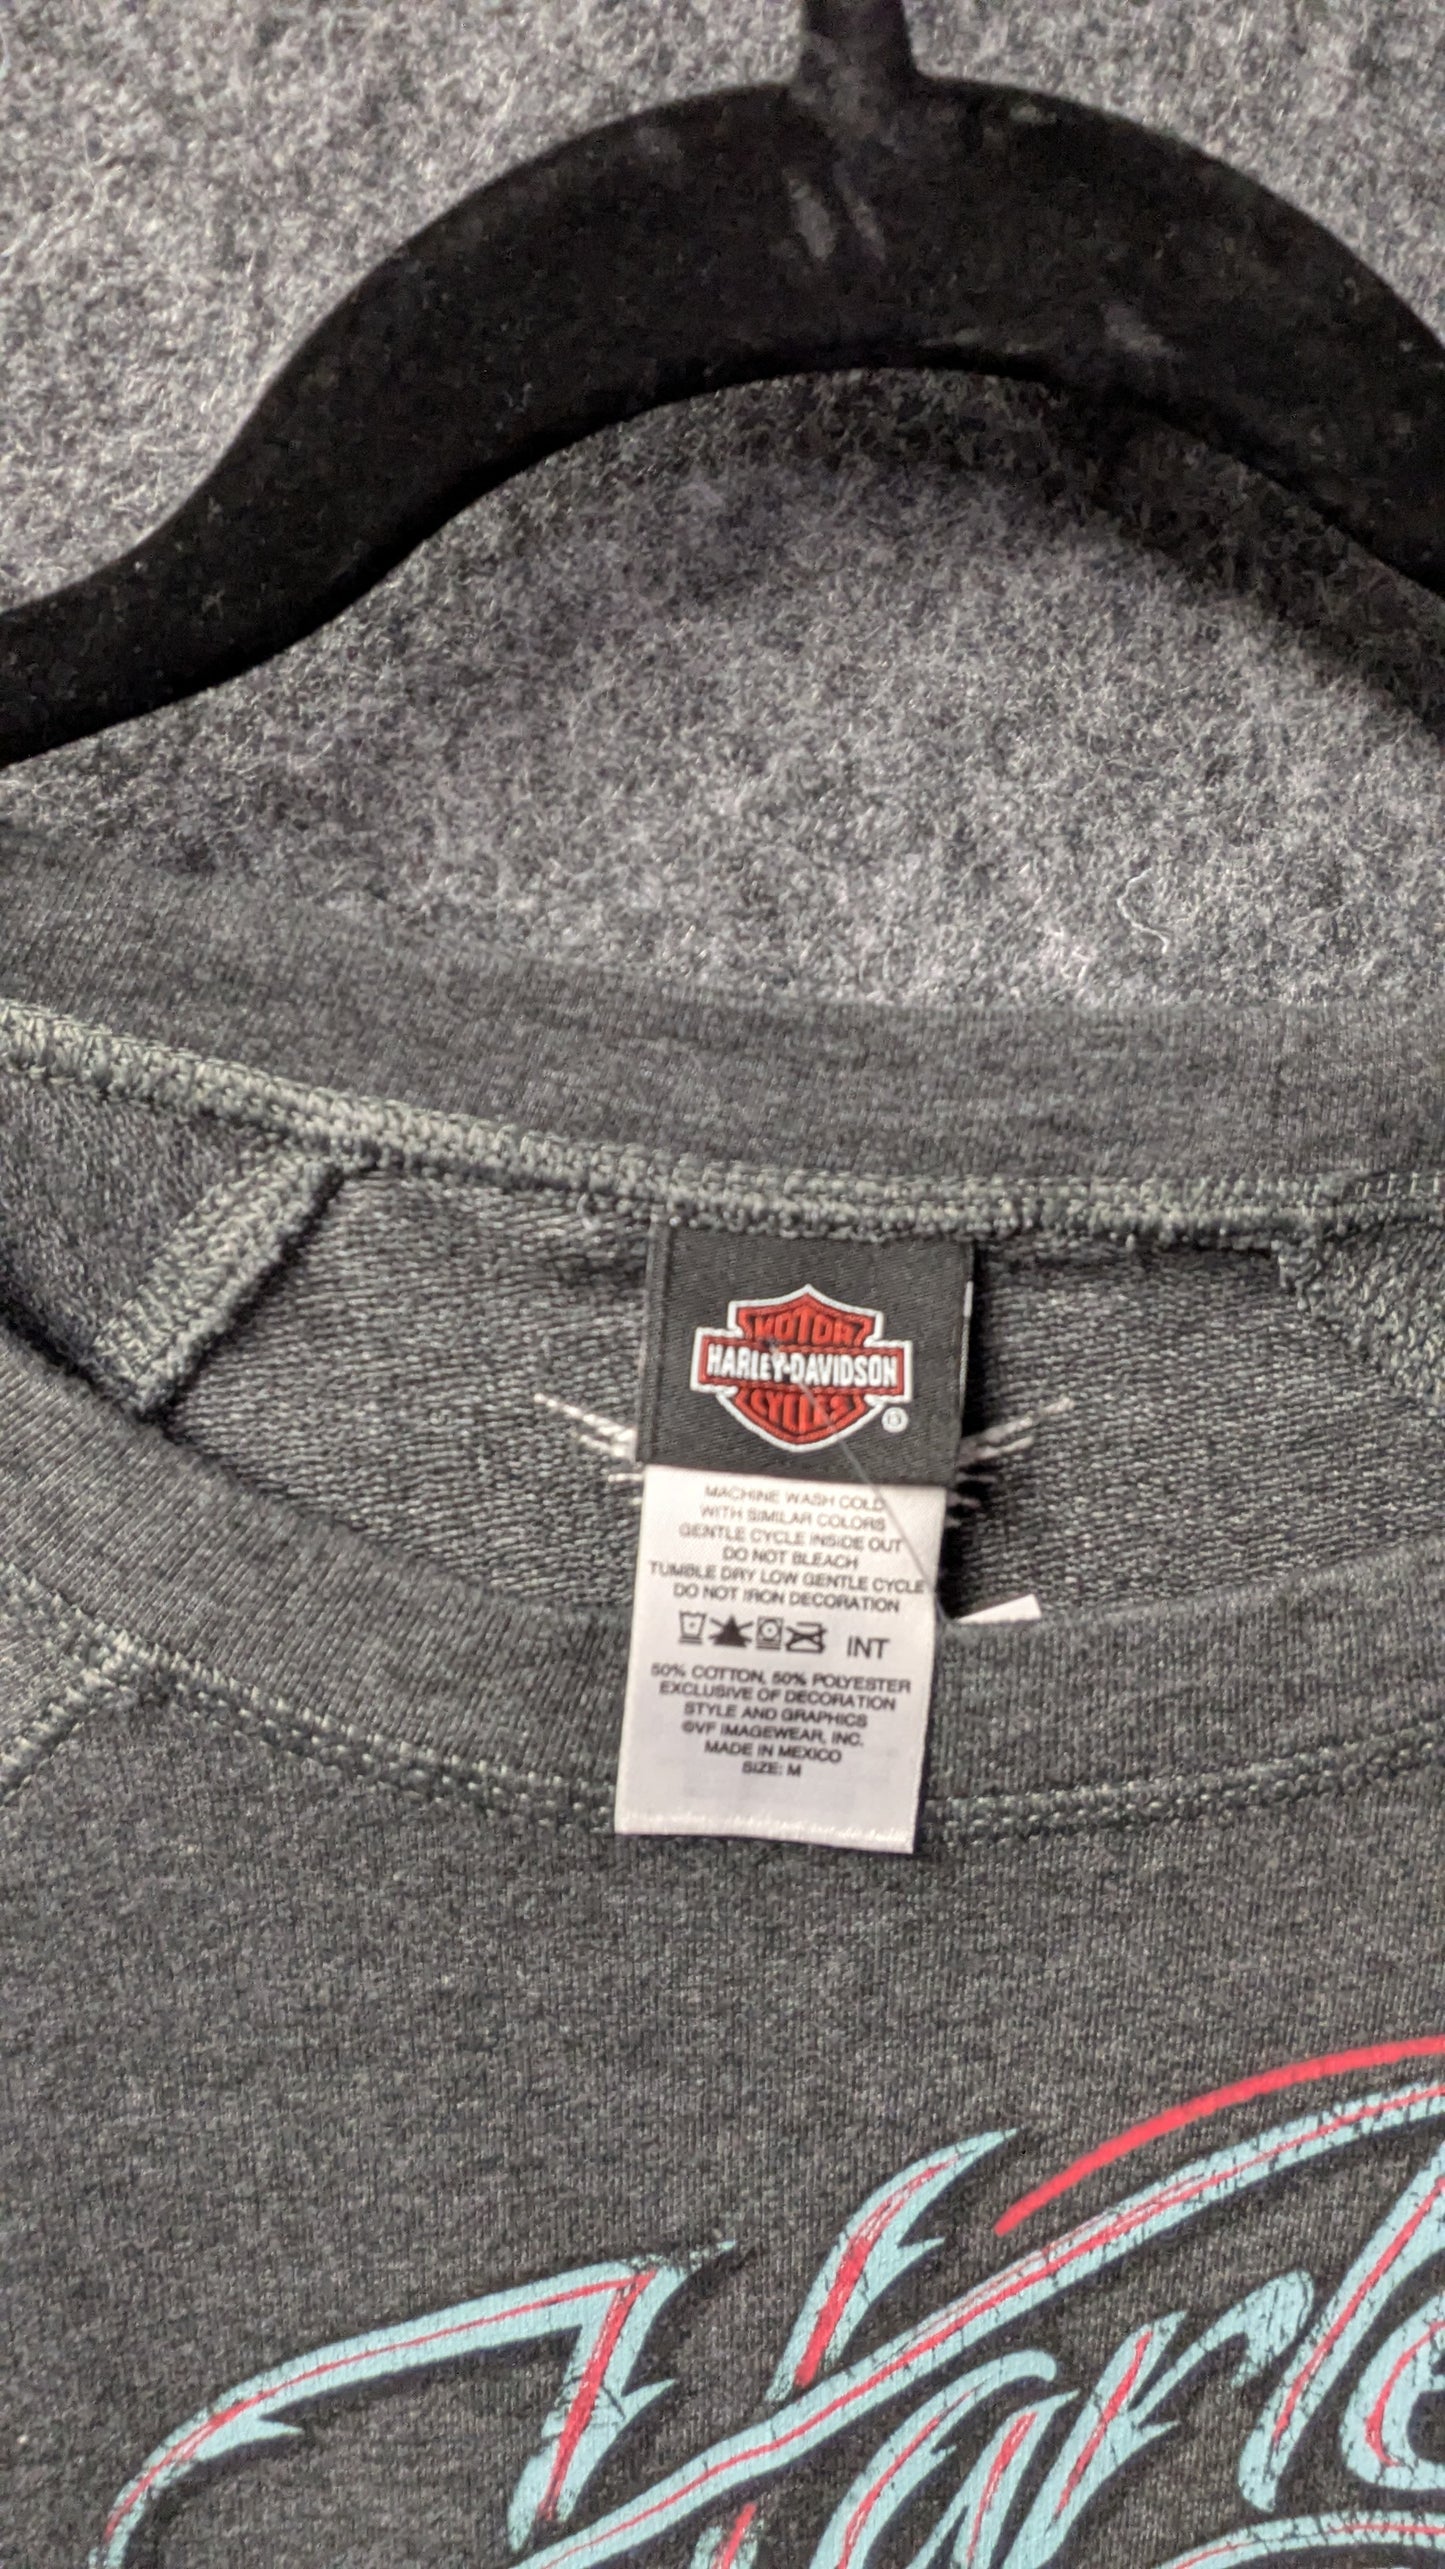 MOTOR
HARLEY-DAVIDSON
CYCLES
®
MACHINE WASH COLD
WITH SIMILAR COLORS
GENTLE CYCLE INSIDE OUT
DO NOT BLEACH
TUMBLE DRY LOW GENTLE CYCLE
DO NOT IRON DECORATION
INT
50% COTTON, 50% POLYESTER
EXCLUSIVE OF DECORATION
STYLE AND GRAPHICS
©VF IMAGEWEAR, INC.
MADE IN MEXICO
SIZE: M
Harle